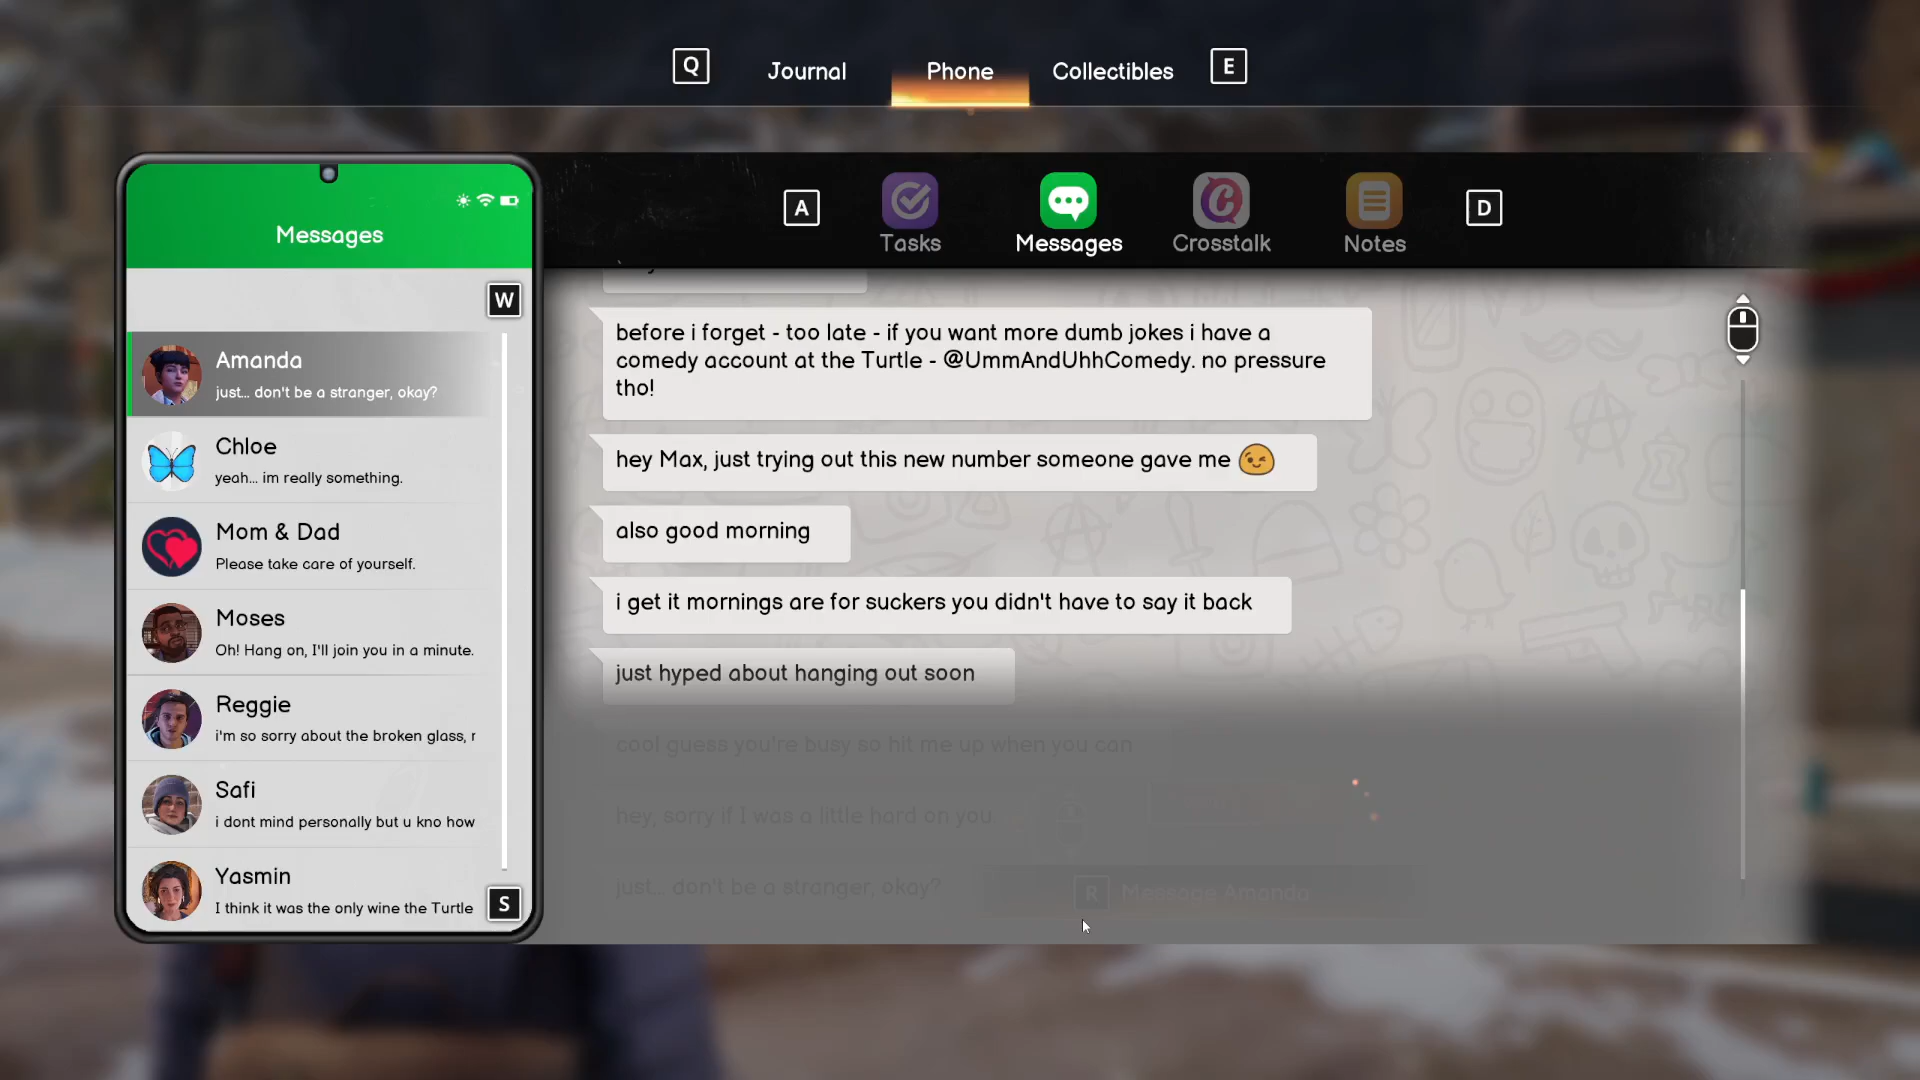 Q
Journal
Phone
Collectibles
E
Messages
W
Amanda
just... don't be a stranger, okay?
Chloe
yeah... im really something.
Mom & Dad
Please take care of yourself.
Moses
Oh! Hang on, I'll join you in a minute.
Reggie
i'm so sorry about the broken glass, r
Safi
i dont mind personally but u kno how
Yasmin
I think it was the only wine the Turtle
S
A
Tasks
Messages
Crosstalk
Notes
D
before i forget - too late - if you want more dumb jokes i have a
comedy account at the Turtle - @UmmAndUhhComedy. no pressure
tho!
hey Max, just trying out this new number someone gave me
also good morning
i get it mornings are for suckers you didn't have to say it back
just hyped about hanging out soon
cool guess you're busy so hit me up when you can
hey, sorry if I was a little hard on you
just... don't be a stranger, okay?
R Message Amanda